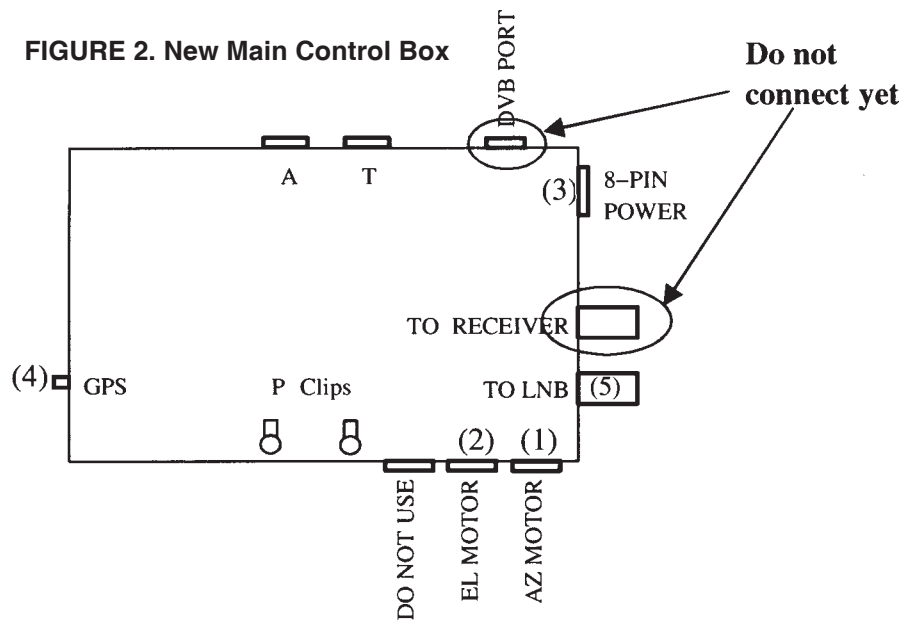 FIGURE 2. New Main Control Box
DVB PORT
Do not
connect yet
A
T
(3)
8-PIN
POWER
TO RECEIVER
(4)
GPS
P Clips
TO LNB
(5)
(2)
(1)
DO NOT USE
EL MOTOR
AZ MOTOR